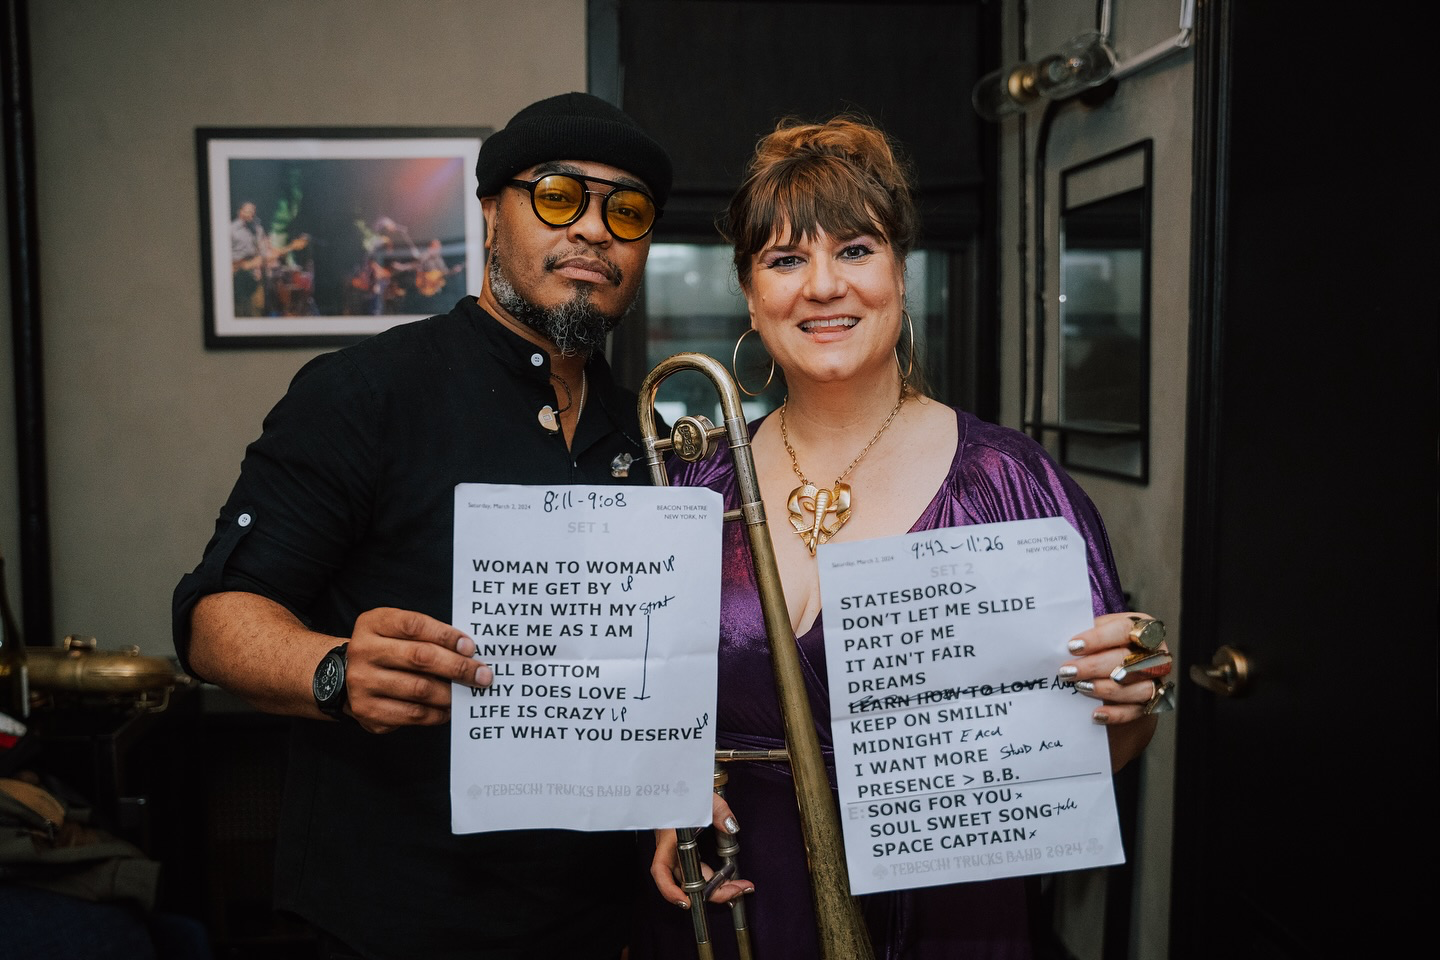 Saturday, March 2, 2024
8:11-9:08
BEACON THEATRE
NEW YORK, NY
SET 1
WOMAN TO WOMAN LP
LET ME GET BY LP
PLAYIN WITH MY Strat
TAKE ME AS I AM
ANYHOW
ELL BOTTOM
WHY DOES LOVE
LIFE IS CRAZY LP
GET WHAT YOU DESERVE LP
TEDESCHI TRUCKS BAND 2024
Saturday, March 2, 2024
9:42-11:26
BEACON THEATRE
NEW YORK, NY
SET 2
STATESBORO>
DON'T LET ME SLIDE
PART OF ME
IT AIN'T FAIR
DREAMS
LEARN HOW TO LOVE
KEEP ON SMILIN'
MIDNIGHT E Acu
I WANT MORE Acu
PRESENCE > B.B.
E: SONG FOR YOU x
SOUL SWEET SONG
SPACE CAPTAIN x
TEDESCHI TRUCKS BAND 2024